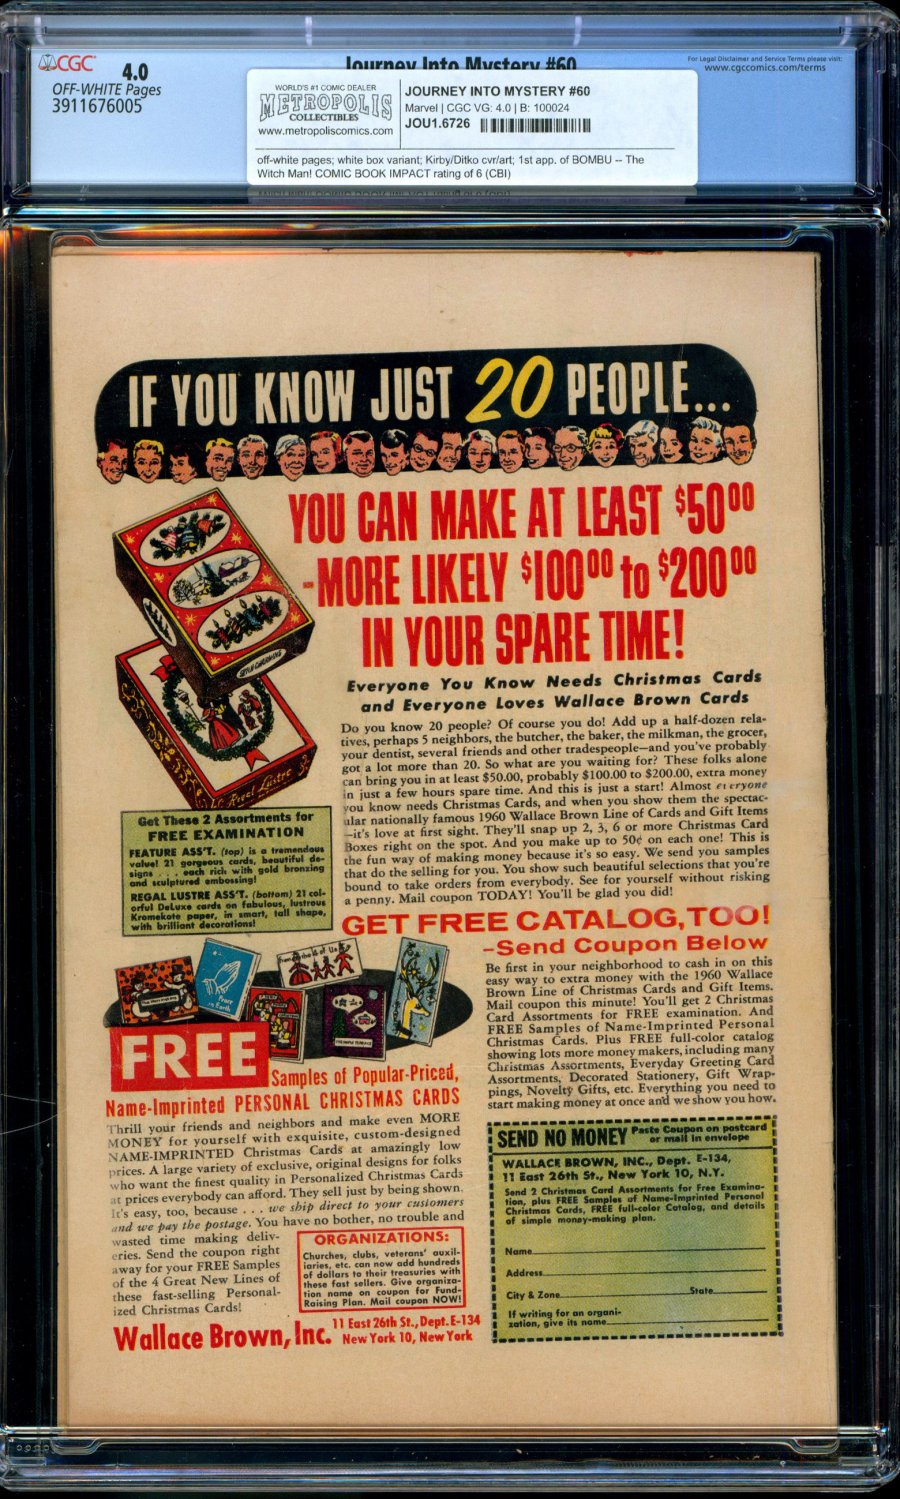 CGC
4.0
OFF-WHITE Pages
3911676005
Journey Into Mystery #60
For Legal Disclaimer and Service Terms please visit:
www.cgccomics.com/terms
WORLD'S #1 COMIC DEALER
METROPOLIS
COLLECTIBLES
www.metropoliscomics.com
JOURNEY INTO MYSTERY #60
Marvel | CGC VG: 4.0 | B: 100024
JOU1.6726
off-white pages; white box variant; Kirby/Ditko cvr/art; 1st app. of BOMBU -- The
Witch Man! COMIC BOOK IMPACT rating of 6 (CBI)
IF YOU KNOW JUST 20 PEOPLE...
YOU CAN MAKE AT LEAST $5000
-MORE LIKELY $10000 to $20000
IN YOUR SPARE TIME!
Everyone You Know Needs Christmas Cards
and Everyone Loves Wallace Brown Cards
Do you know 20 people? Of course you do! Add up a half-dozen rela-
tives, perhaps 5 neighbors, the butcher, the baker, the milkman, the grocer,
your dentist, several friends and other tradespeople—and you've probably
got a lot more than 20. So what are you waiting for? These folks alone
can bring you in at least $50.00, probably $100.00 to $200.00, extra money
in just a few hours spare time. And this is just a start! Almost everyone
you know needs Christmas Cards, and when you show them the spectac-
ular nationally famous 1960 Wallace Brown Line of Cards and Gift Items
—it's love at first sight. They'll snap up 2, 3, 6 or more Christmas Card
Boxes right on the spot. And you make up to 50¢ on each one! This is
the fun way of making money because it's so easy. We send you samples
that do the selling for you. You show such beautiful selections that you're
bound to take orders from everybody. See for yourself without risking
a penny. Mail coupon TODAY! You'll be glad you did!
Regal Lustre
Get These 2 Assortments for
FREE EXAMINATION
FEATURE ASS'T. (top) is a tremendous
value! 21 gorgeous cards, beautiful de-
signs . . . each rich with gold bronzing
and sculptured embossing!
REGAL LUSTRE ASS'T. (bottom) 21 col-
orful DeLuxe cards on fabulous, lustrous
Kromekote paper, in smart, tall shape,
with brilliant decorations!
GET FREE CATALOG, TOO!
-Send Coupon Below
Be first in your neighborhood to cash in on this
easy way to extra money with the 1960 Wallace
Brown Line of Christmas Cards and Gift Items.
Mail coupon this minute! You'll get 2 Christmas
Card Assortments for FREE examination. And
FREE Samples of Name-Imprinted Personal
Christmas Cards. Plus FREE full-color catalog
showing lots more money makers, including many
Christmas Assortments, Everyday Greeting Card
Assortments, Decorated Stationery, Gift Wrap-
pings, Novelty Gifts, etc. Everything you need to
start making money at once and we show you how.
Peace
on Earth
From the 4 of Us
FREE
Samples of Popular-Priced,
Name-Imprinted PERSONAL CHRISTMAS CARDS
Thrill your friends and neighbors and make even MORE
MONEY for yourself with exquisite, custom-designed
NAME-IMPRINTED Christmas Cards at amazingly low
prices. A large variety of exclusive, original designs for folks
who want the finest quality in Personalized Christmas Cards
at prices everybody can afford. They sell just by being shown.
It's easy, too, because . . . we ship direct to your customers
and we pay the postage. You have no bother, no trouble and
wasted time making deliv-
eries. Send the coupon right
away for your FREE Samples
of the 4 Great New Lines of
these fast-selling Personal-
ized Christmas Cards!
ORGANIZATIONS:
Churches, clubs, veterans' auxil-
iaries, etc. can now add hundreds
of dollars to their treasuries with
these fast sellers. Give organiza-
tion name on coupon for Fund-
Raising Plan. Mail coupon NOW!
Wallace Brown, Inc.
11 East 26th St., Dept. E-134
New York 10, New York
SEND NO MONEY Paste Coupon on postcard
or mail in envelope
WALLACE BROWN, INC., Dept. E-134,
11 East 26th St., New York 10, N.Y.
Send 2 Christmas Card Assortments for Free Examina-
tion, plus FREE Samples of Name-Imprinted Personal
Christmas Cards, FREE full-color Catalog, and details
of simple money-making plan.
Name
Address
City & Zone State
If writing for an organi-
zation, give its name